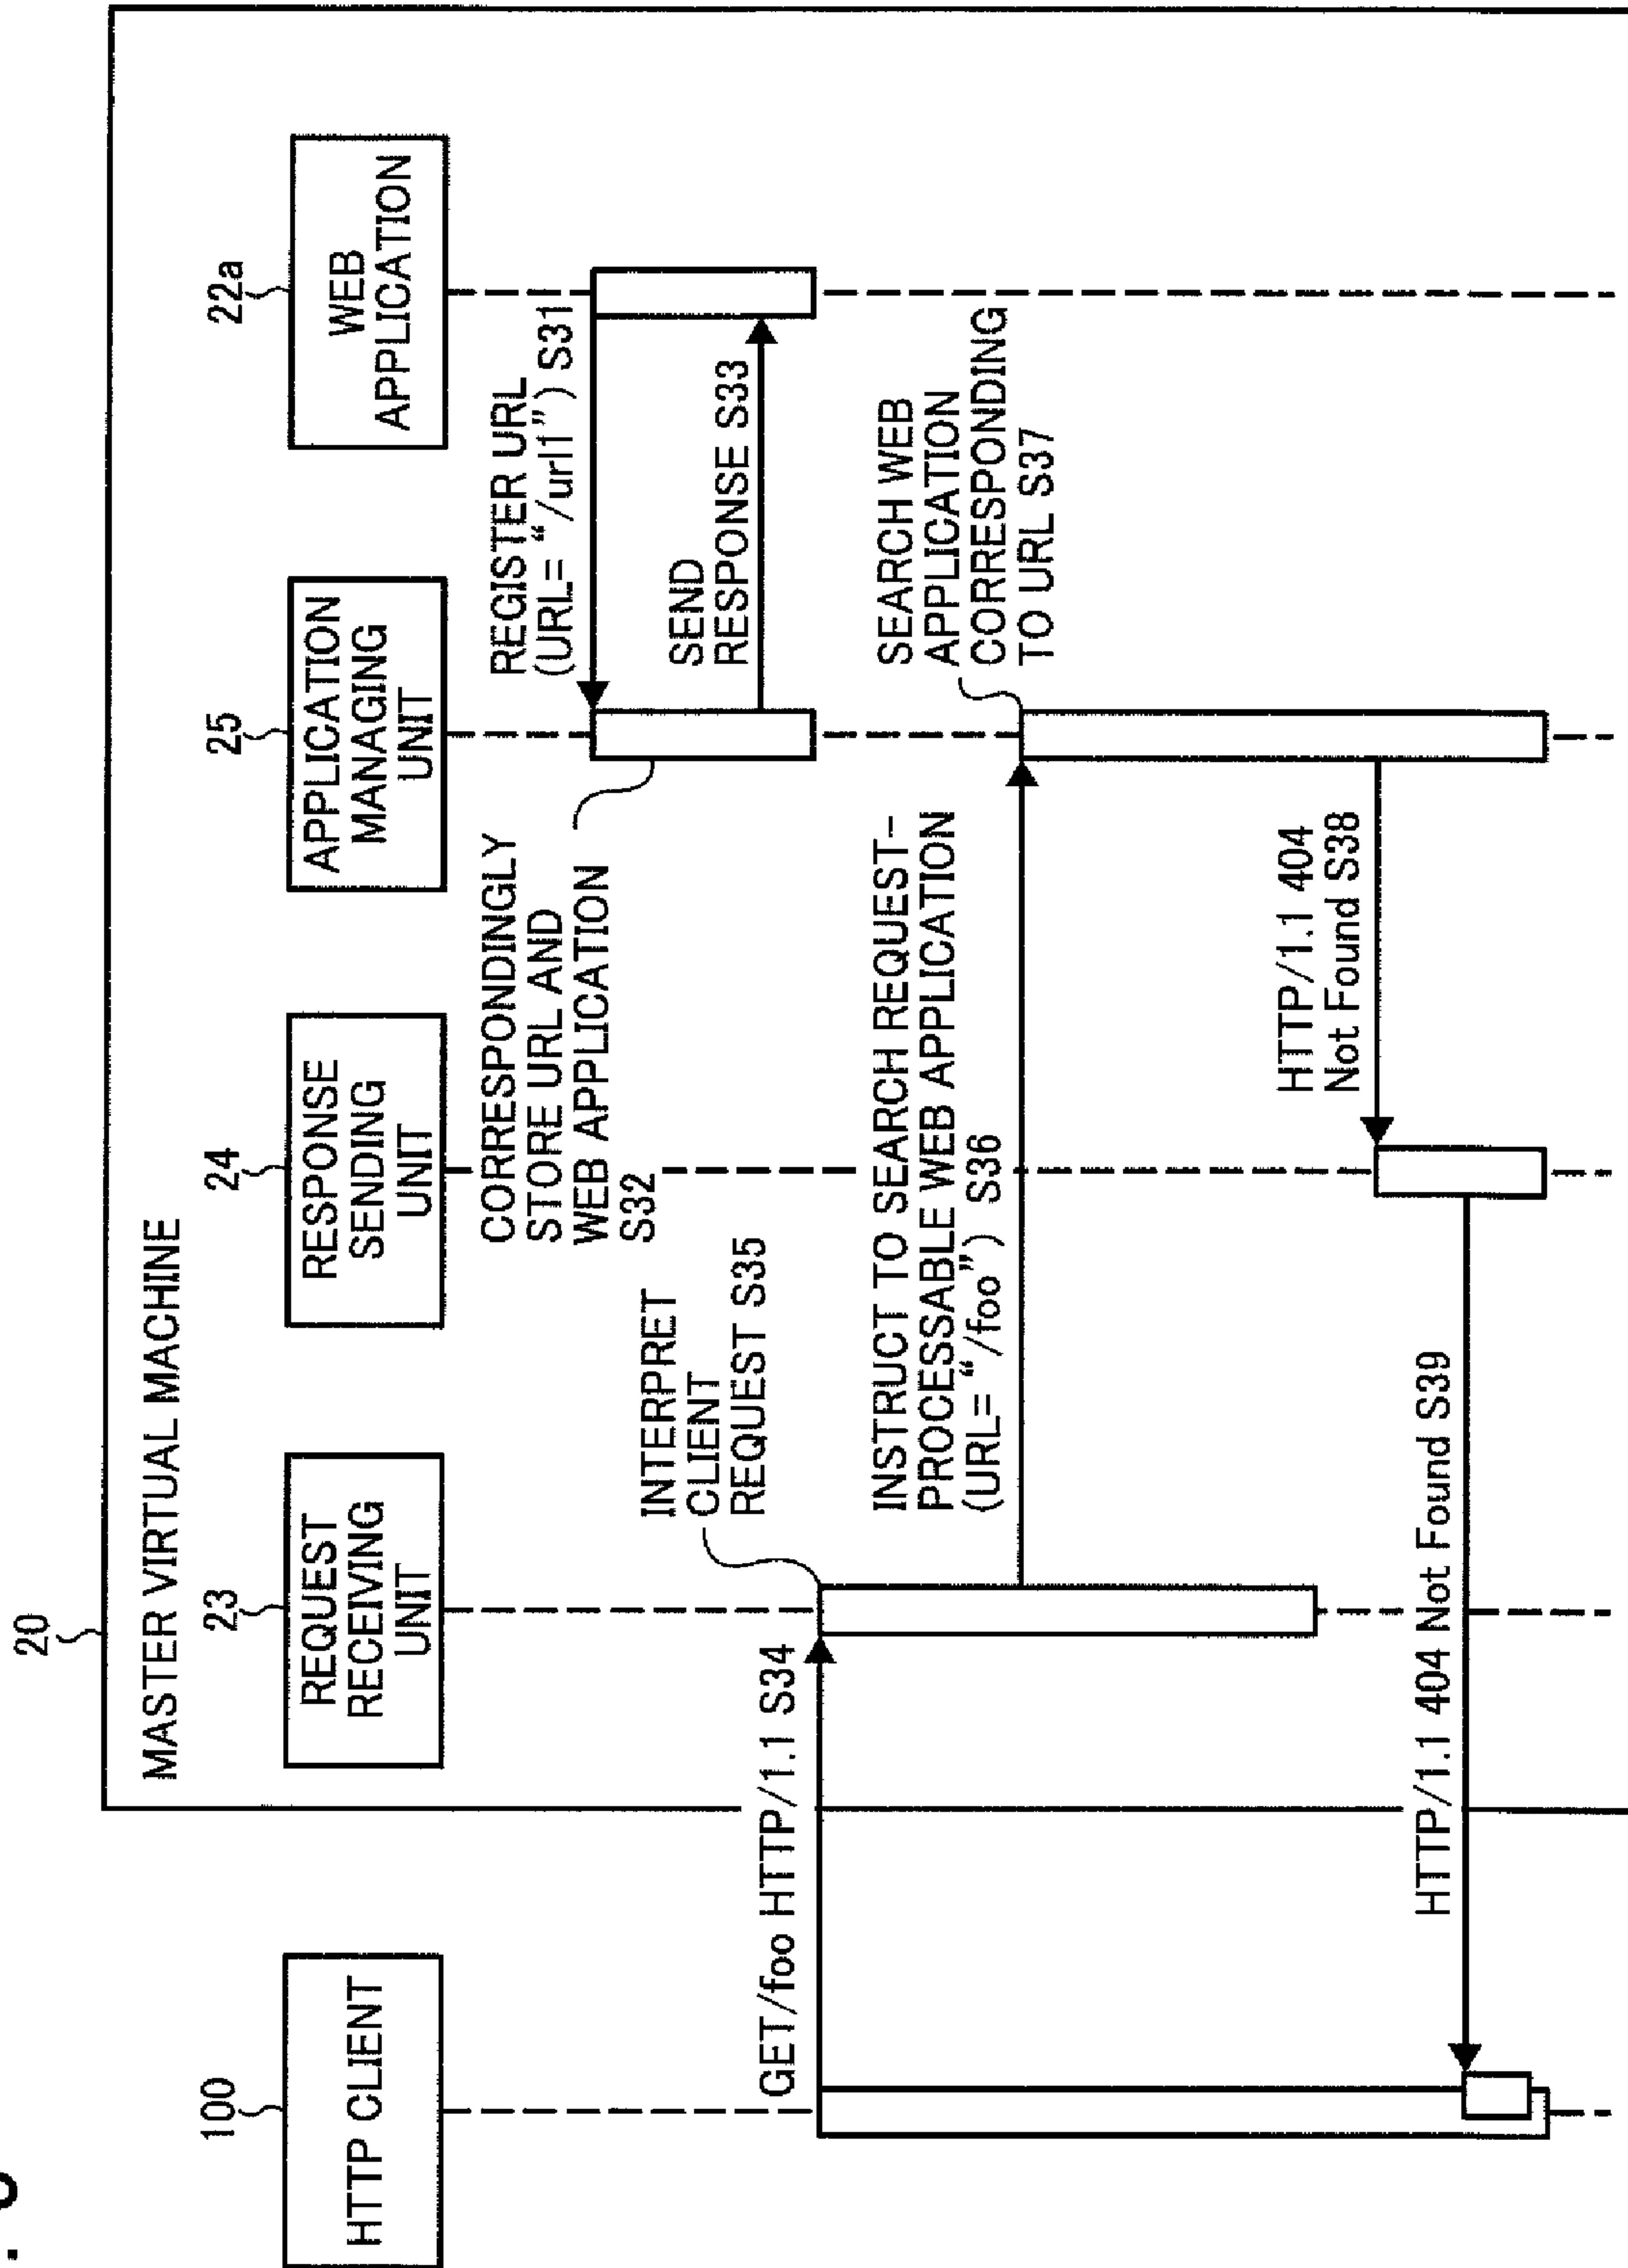 20
MASTER VIRTUAL MACHINE
100
HTTP CLIENT
23
REQUEST
RECEIVING
UNIT
24
RESPONSE
SENDING
UNIT
25
APPLICATION
MANAGING
UNIT
22a
WEB
APPLICATION
REGISTER URL
(URL= “/url1”) S31
CORRESPONDINGLY
STORE URL AND
WEB APPLICATION
S32
SEND
RESPONSE S33
GET/foo HTTP/1.1 S34
INTERPRET
CLIENT
REQUEST S35
INSTRUCT TO SEARCH REQUEST-
PROCESSABLE WEB APPLICATION
(URL= “/foo”) S36
SEARCH WEB
APPLICATION
CORRESPONDING
TO URL S37
HTTP/1.1 404
Not Found S38
HTTP/1.1 404 Not Found S39